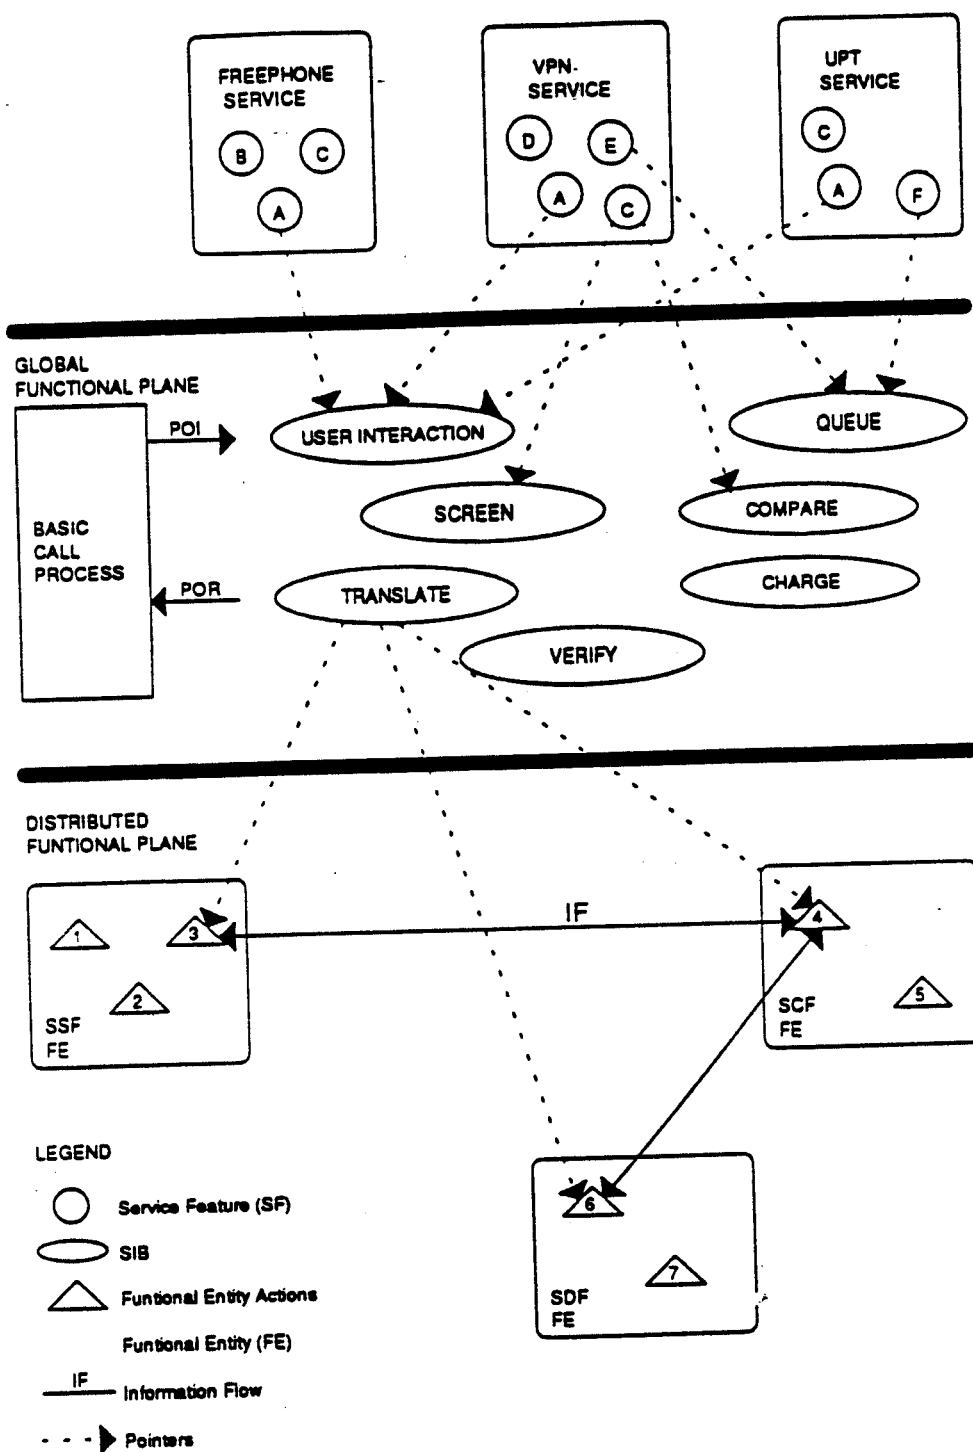 FREEPHONE
SERVICE
B
C
A
VPN-
SERVICE
D
E
A
C
UPT
SERVICE
C
A
F
GLOBAL
FUNCTIONAL PLANE
POI
USER INTERACTION
QUEUE
SCREEN
COMPARE
BASIC
CALL
PROCESS
POR
TRANSLATE
CHARGE
VERIFY
DISTRIBUTED
FUNTIONAL PLANE
1
3
2
SSF
FE
IF
4
5
SCF
FE
6
7
SDF
FE
LEGEND
Service Feature (SF)
SIB
Funtional Entity Actions
Funtional Entity (FE)
IF
Information Flow
Pointers